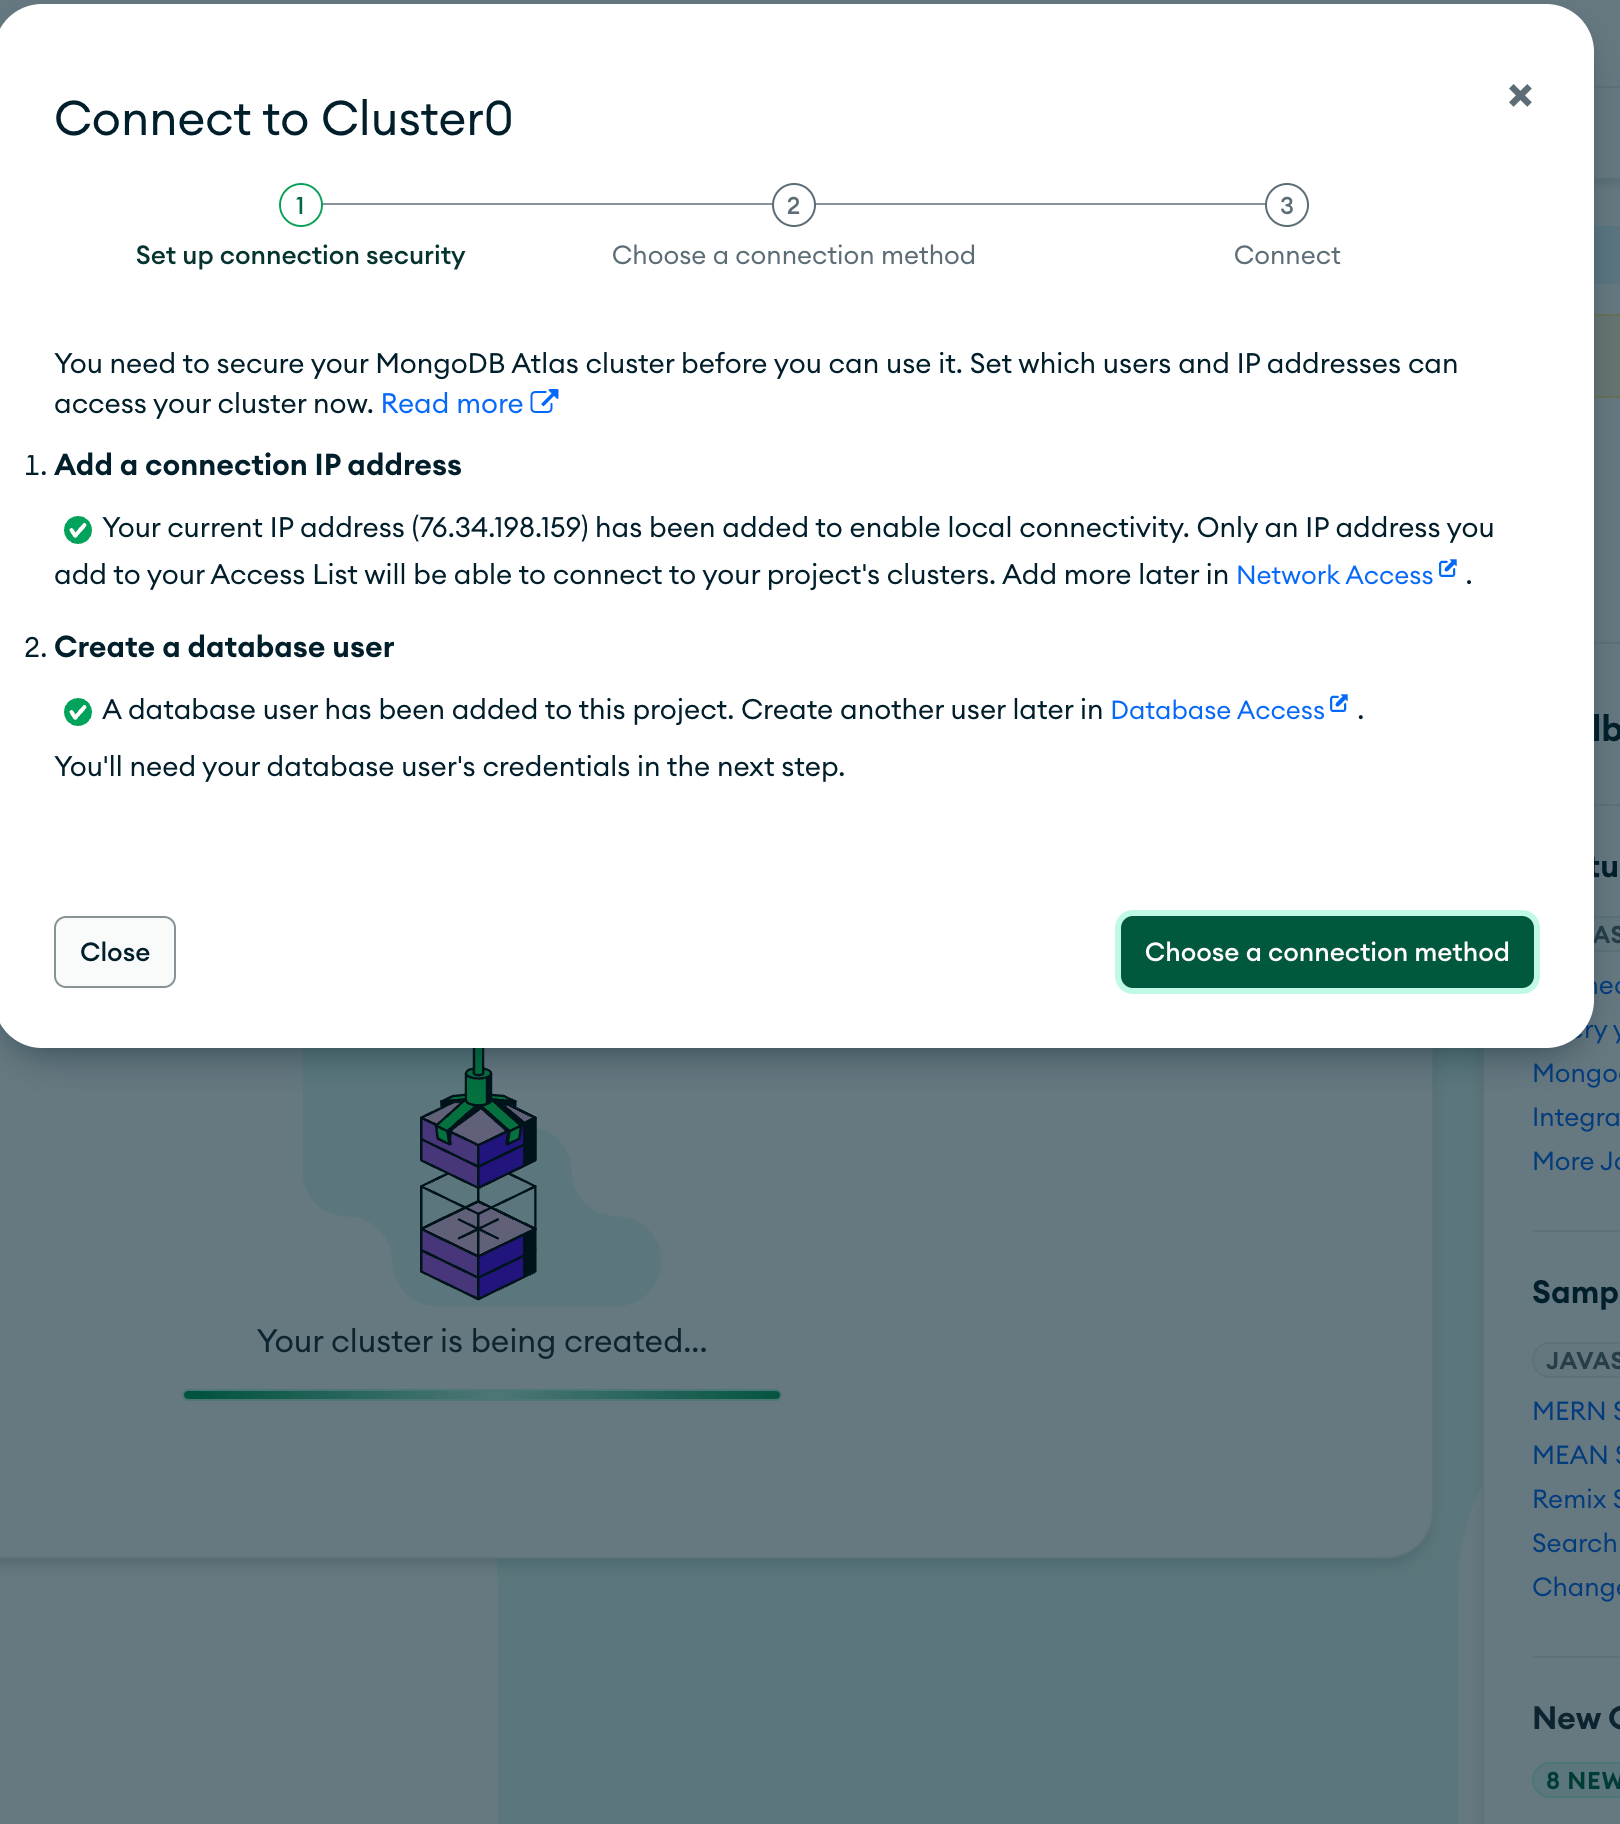 Connect to Cluster0
1
2
3
Set up connection security
Choose a connection method
Connect
You need to secure your MongoDB Atlas cluster before you can use it. Set which users and IP addresses can
access your cluster now. Read more
1. Add a connection IP address
Your current IP address (76.34.198.159) has been added to enable local connectivity. Only an IP address you
add to your Access List will be able to connect to your project's clusters. Add more later in Network Access .
2. Create a database user
A database user has been added to this project. Create another user later in Database Access .
You'll need your database user's credentials in the next step.
Close
Choose a connection method
Your cluster is being created...
More
MERN
MEAN
Remix
Search
New
8 NEW